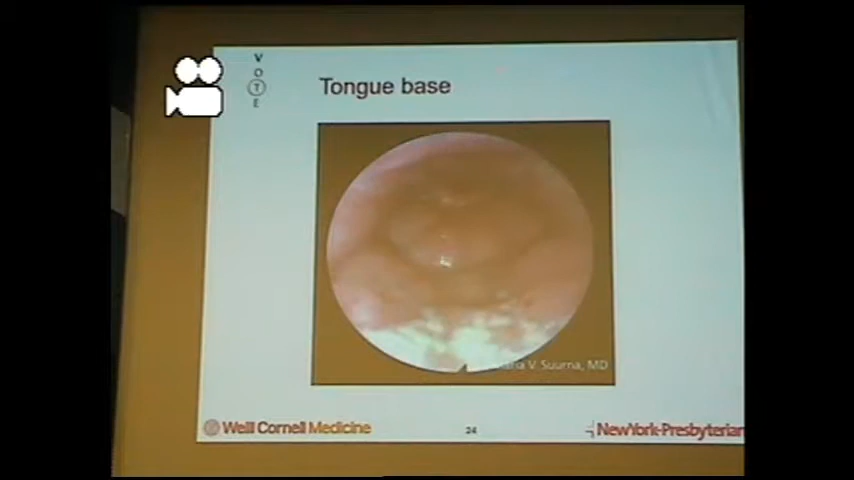 V
O
T
E
Tongue base
V. Suurna, MD
Weill Cornell Medicine
24
NewYork-Presbyterian